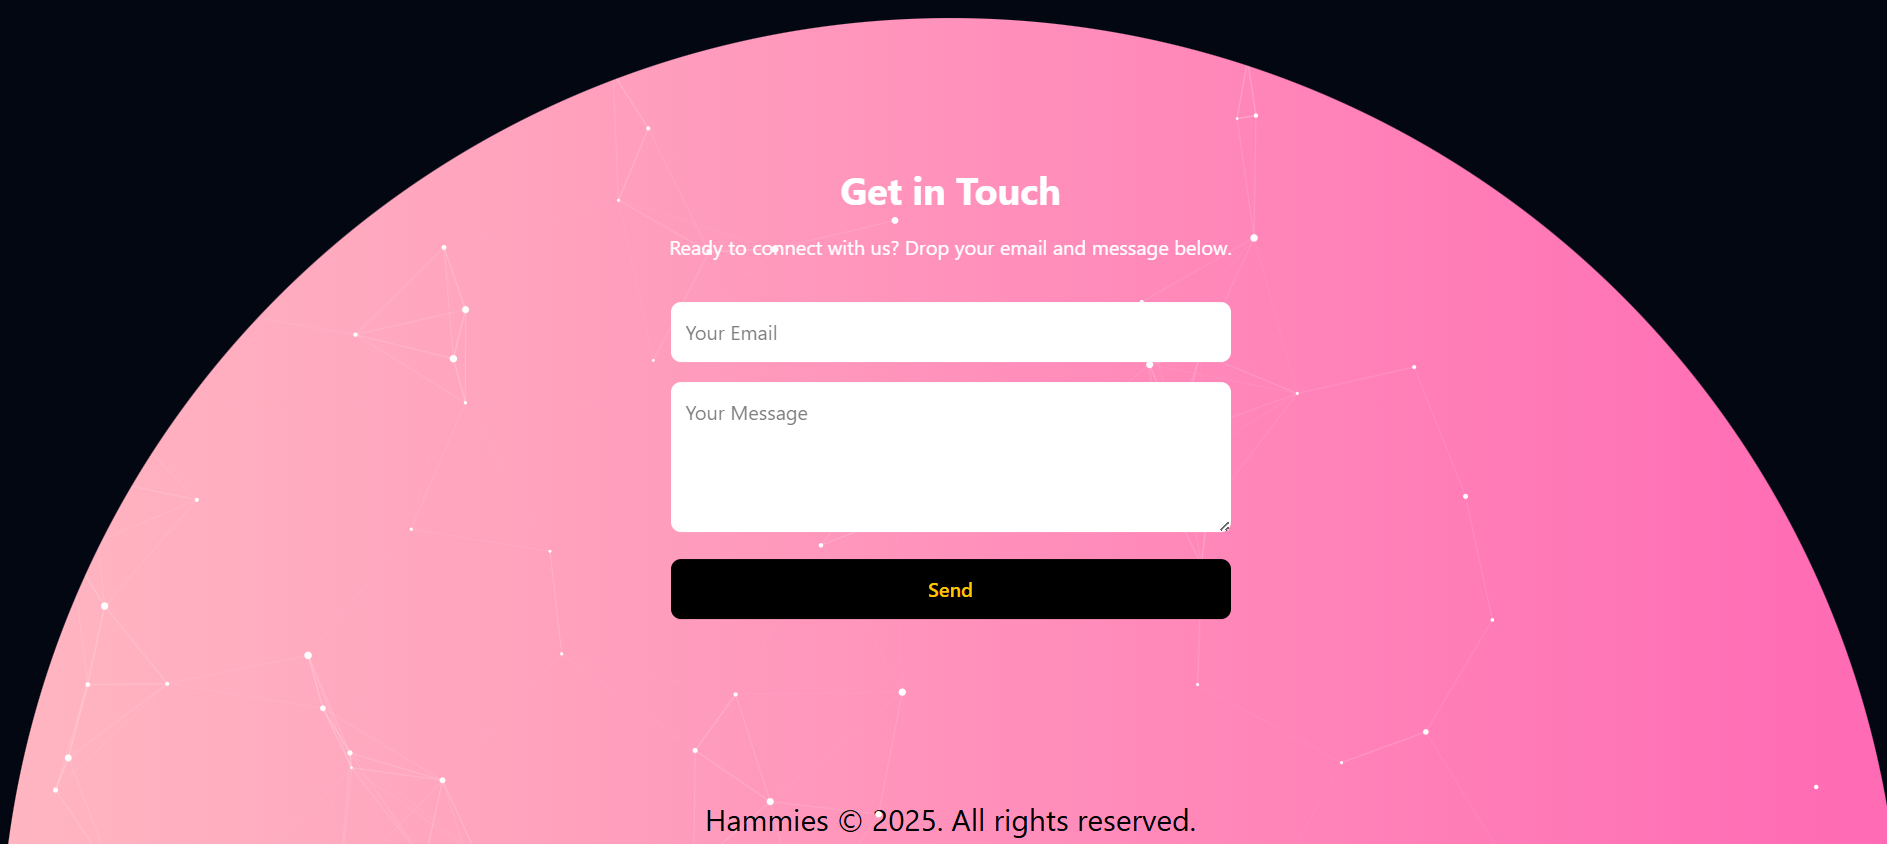 Get in Touch
Ready to connect with us? Drop your email and message below.
Your Email
Your Message
Send
Hammies © 2025. All rights reserved.